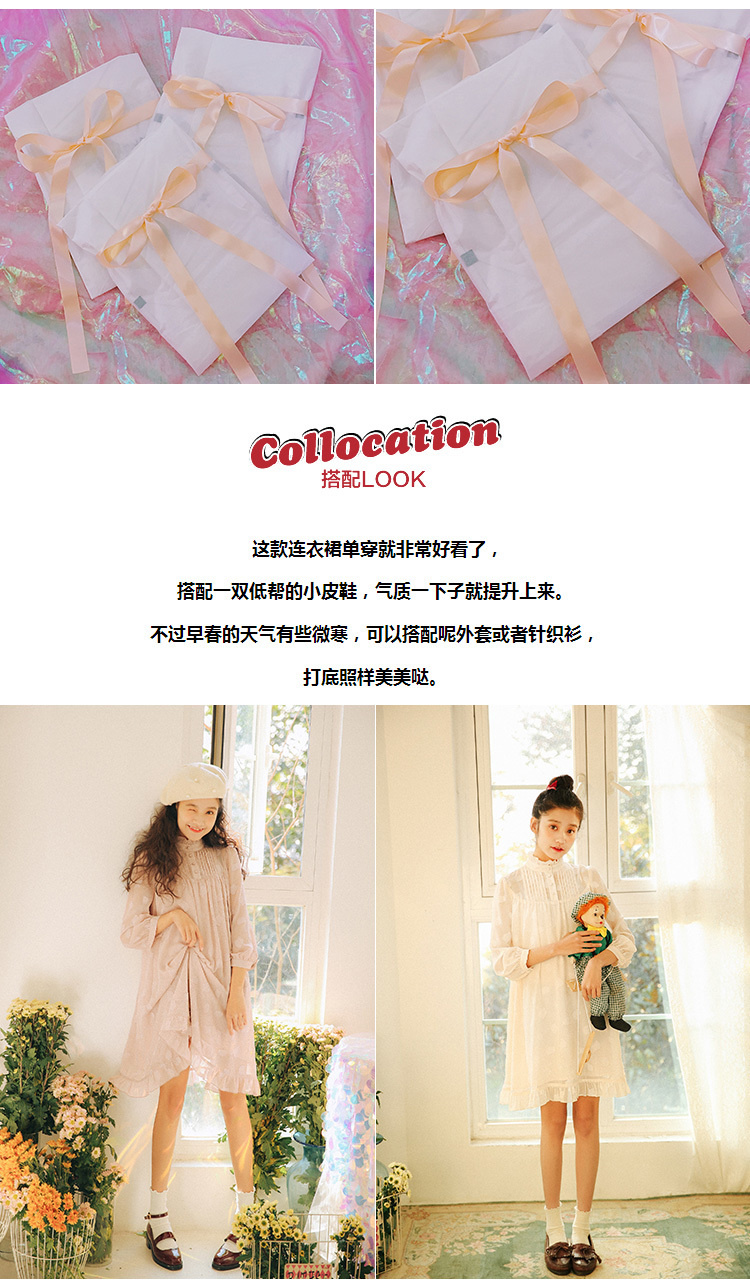 Collocation
搭配LOOK
这款连衣裙单穿就非常好看了，
搭配一双低帮的小皮鞋，气质一下子就提升上来。
不过早春的天气有些微寒，可以搭配呢外套或者针织衫，
打底照样美美哒。